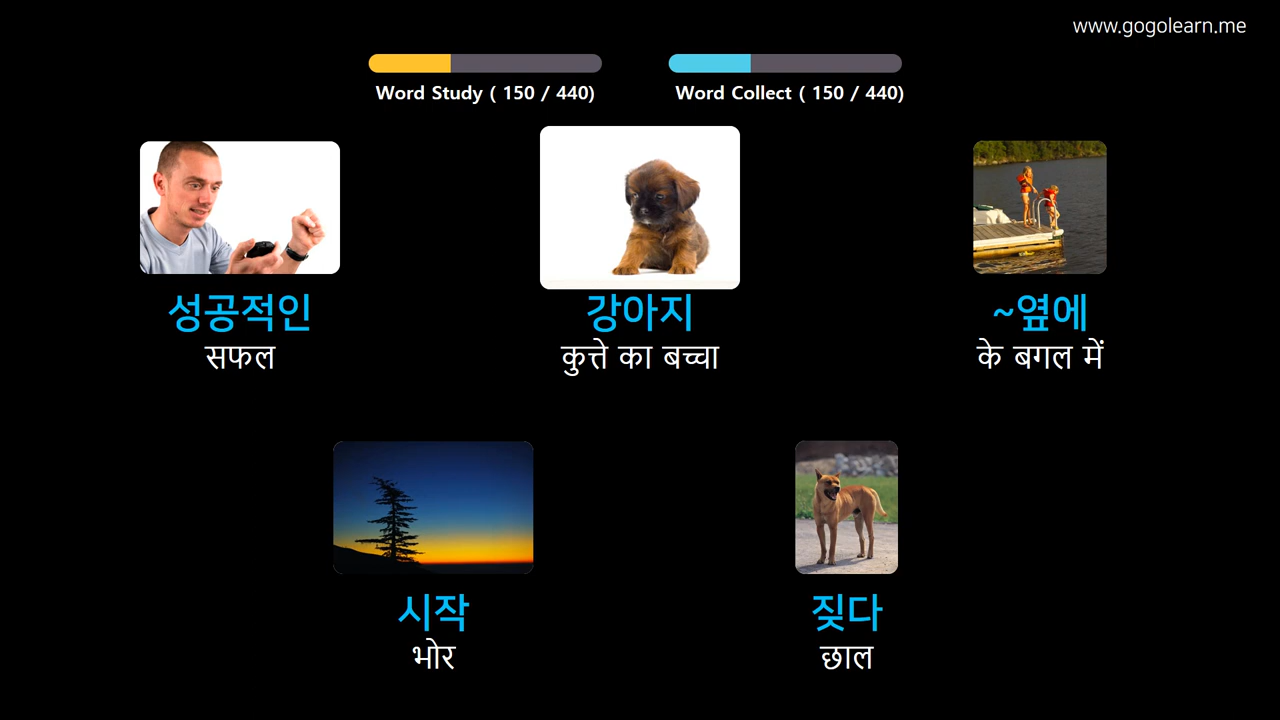 www.gogolearn.me
Word Study ( 150 / 440)
Word Collect ( 150 / 440)
성공적인
सफल
강아지
कुत्ते का बच्चा
~옆에
के बगल में
시작
भोर
짖다
छाल